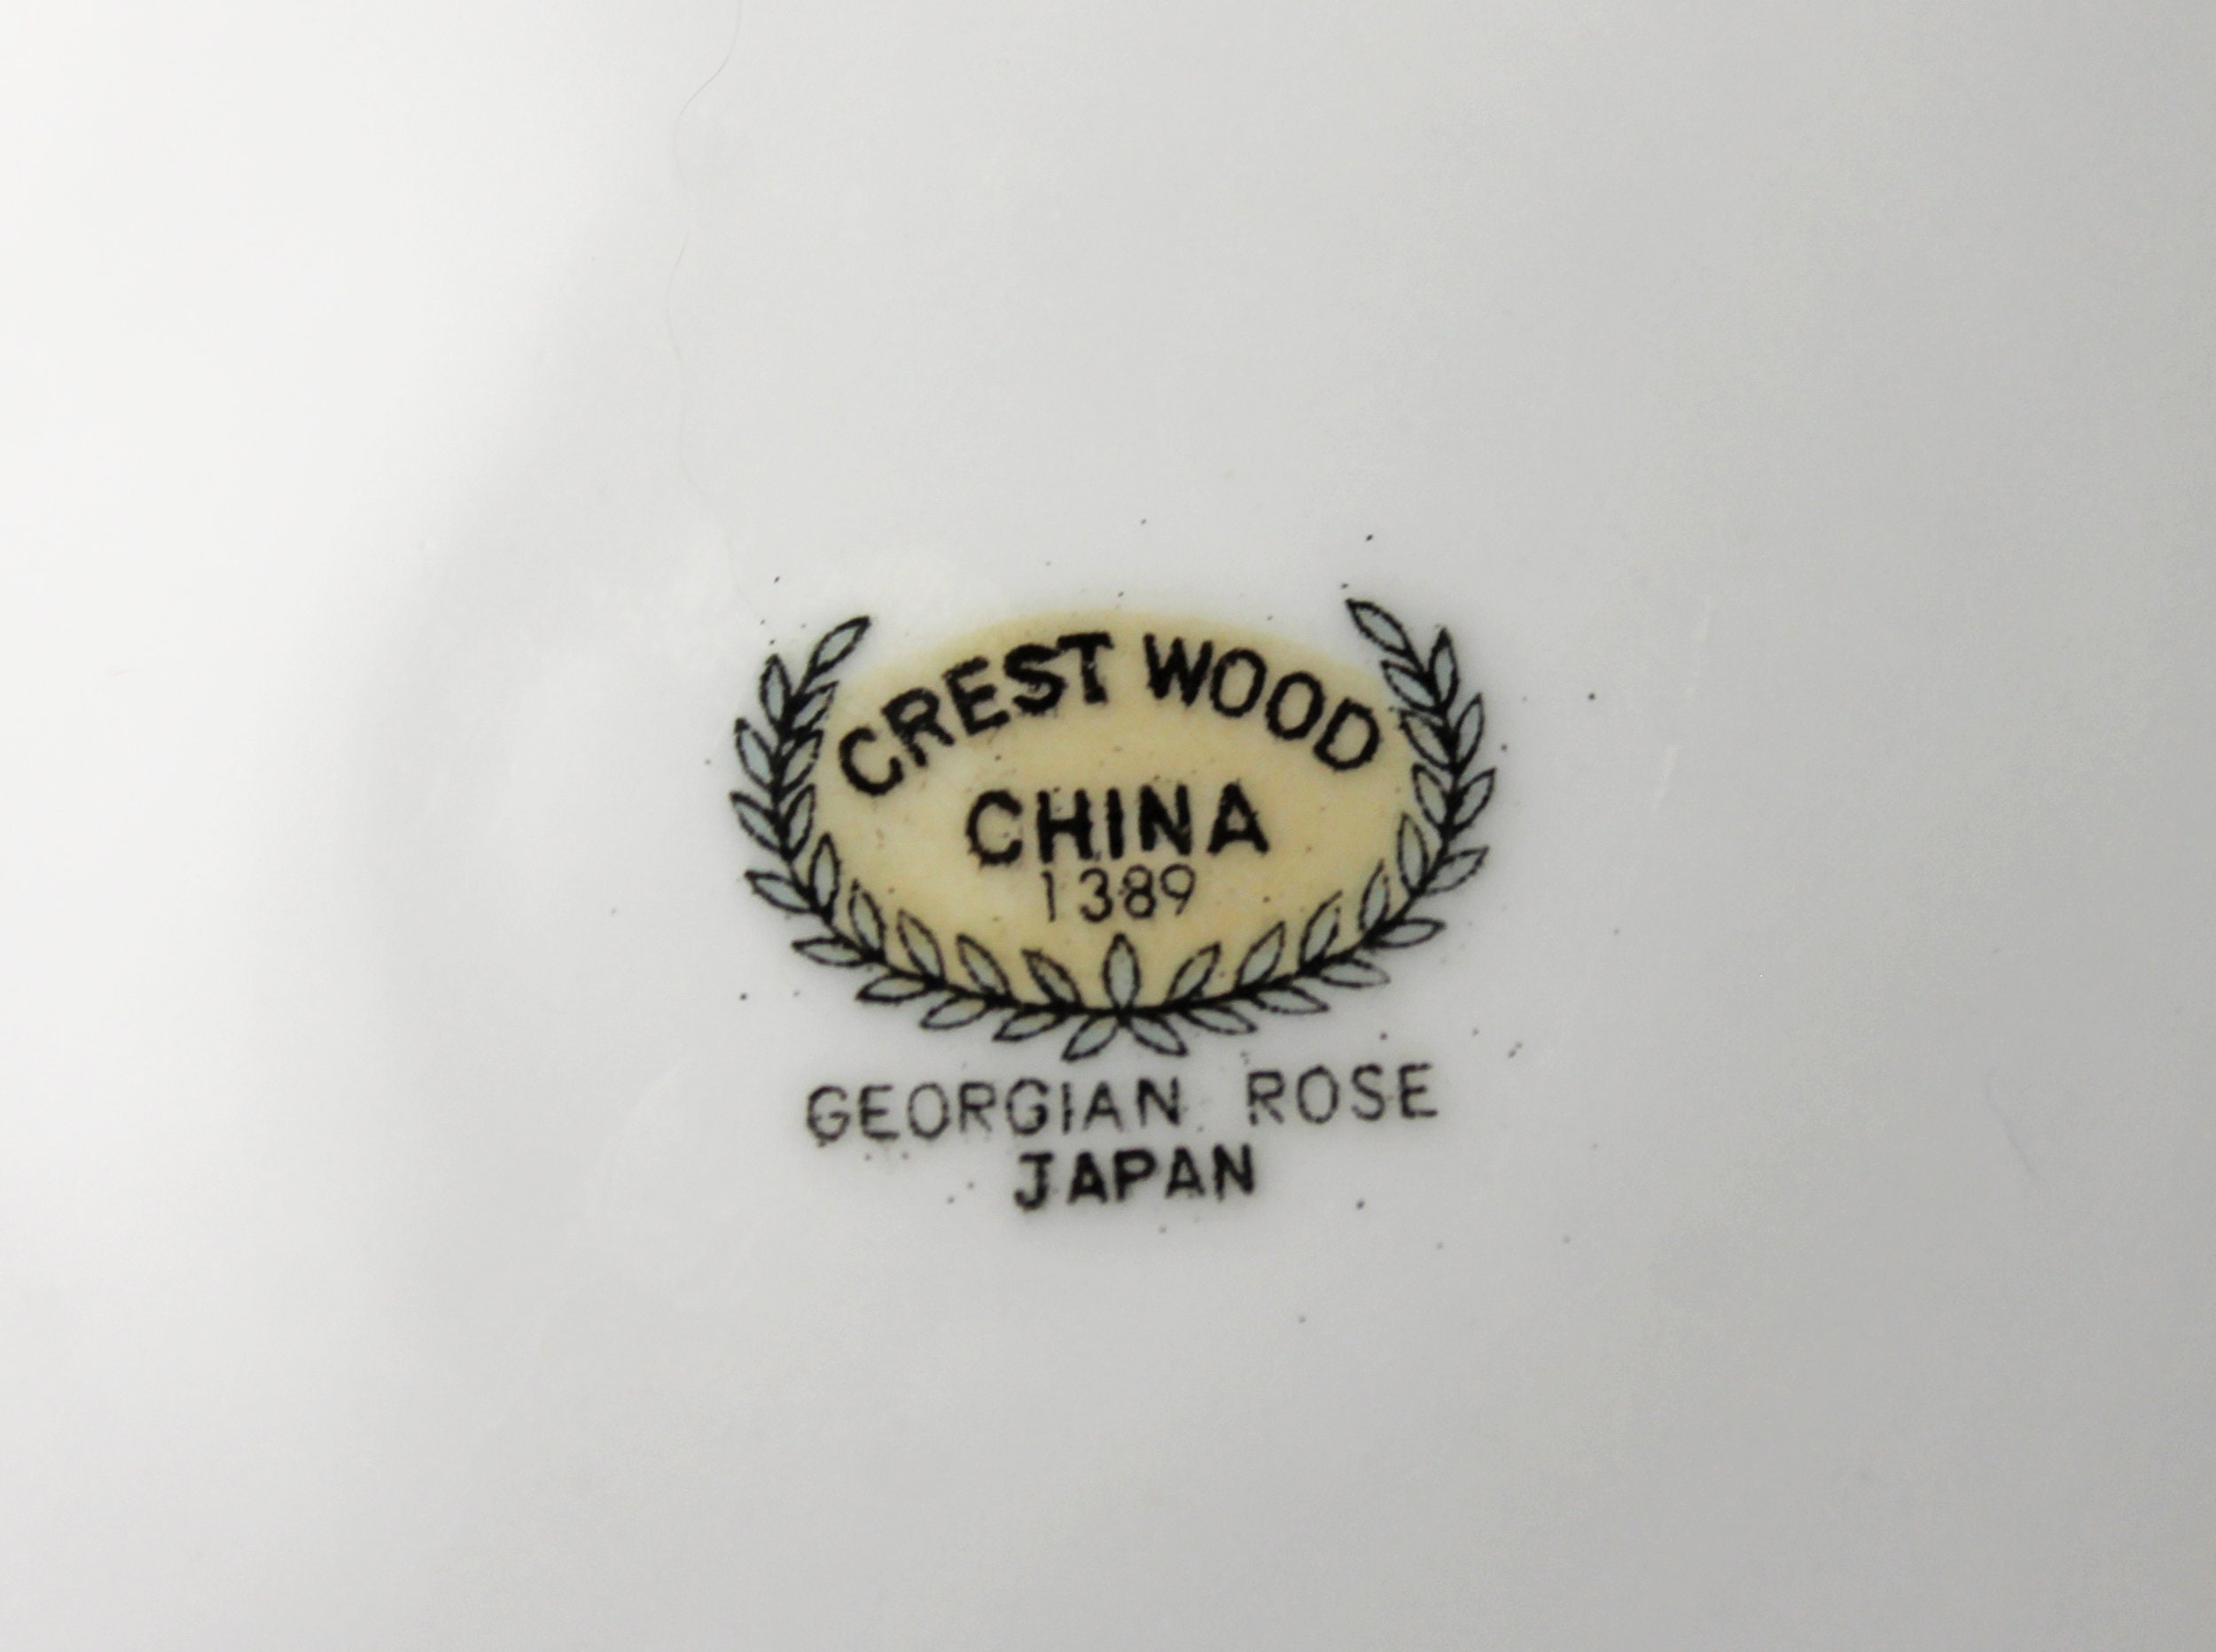 CREST WOOD
CHINA
1389
GEORGIAN ROSE
JAPAN